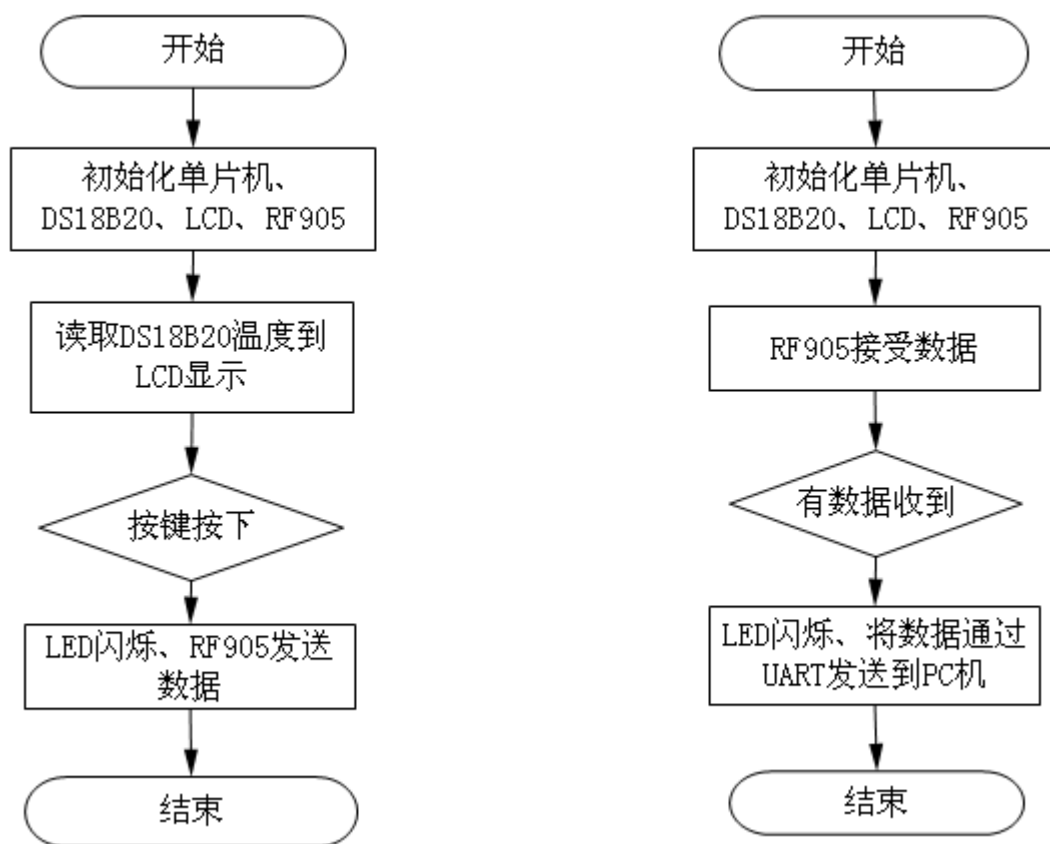 开始
初始化单片机、
DS18B20、LCD、RF905
读取DS18B20温度到
LCD显示
按键按下
LED闪烁、RF905发送
数据
结束
开始
初始化单片机、
DS18B20、LCD、RF905
RF905接受数据
有数据收到
LED闪烁、将数据通过
UART发送到PC机
结束